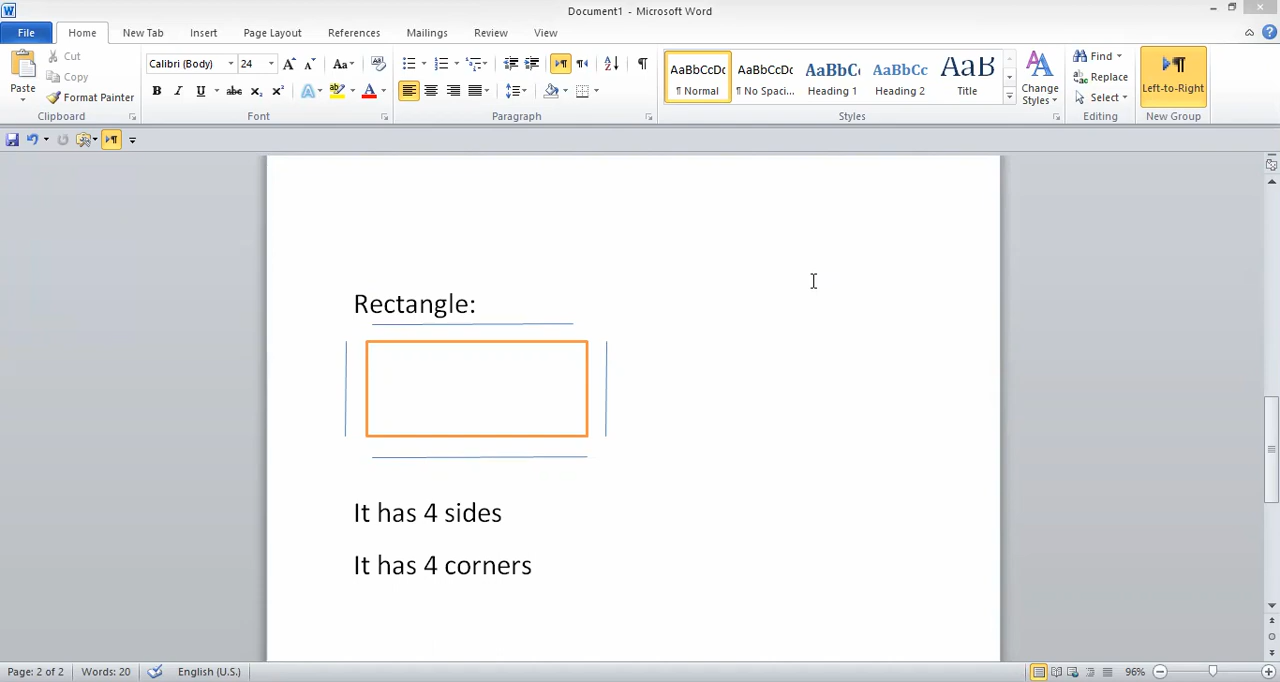 Document1 - Microsoft Word
File Home New Tab Insert Page Layout References Mailings Review View
Paste
Cut
Copy
Format Painter
Clipboard
Calibri (Body) 24
Font
Paragraph
AaBbCcDc AaBbCcDc AaBbC AaBbCc AaB
¶ Normal ¶ No Spaci... Heading 1 Heading 2 Title
Change
Styles
Styles
Find
Replace
Select
Editing
Left-to-Right
New Group
Rectangle:
It has 4 sides
It has 4 corners
Page: 2 of 2 Words: 20 English (U.S.) 96%